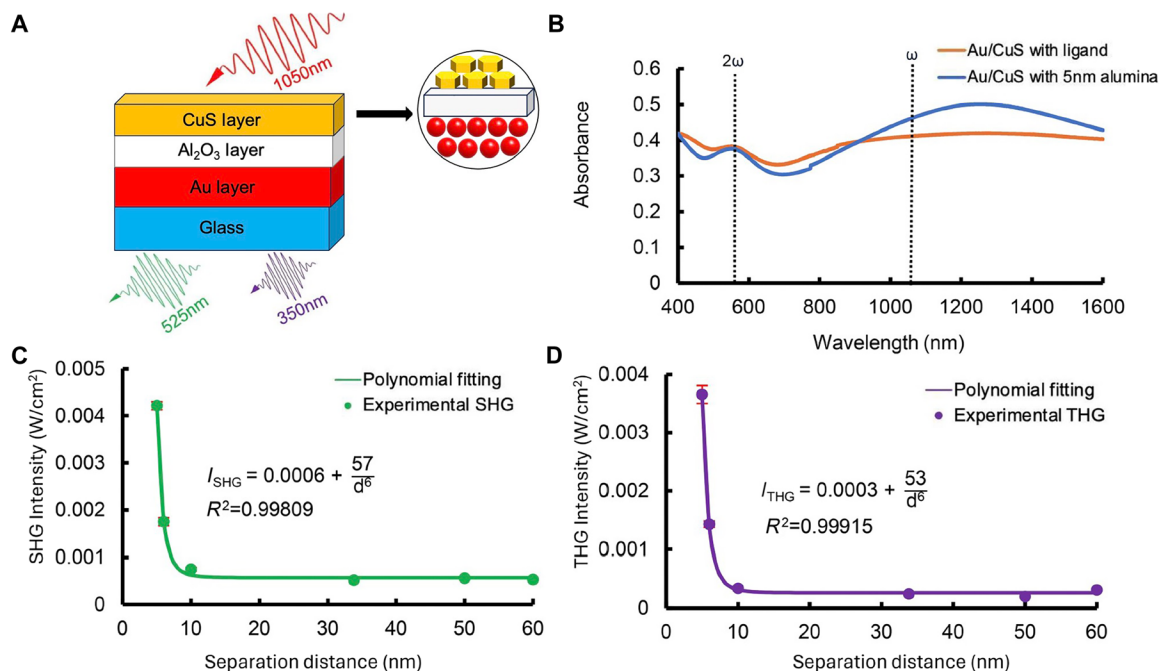 A
1050nm
CuS layer
Al₂O₃ layer
Au layer
Glass
525nm
350nm
B
2ω
ω
Au/CuS with ligand
Au/CuS with 5nm alumina
Absorbance
0.6
0.5
0.4
0.3
0.2
0.1
0
400 600 800 1000 1200 1400 1600
Wavelength (nm)
C
SHG Intensity (W/cm²)
0.005
0.004
0.003
0.002
0.001
0
Polynomial fitting
Experimental SHG
I_SHG = 0.0006 + 57/d⁶
R²=0.99809
0 10 20 30 40 50 60
Separation distance (nm)
D
THG Intensity (W/cm²)
0.004
0.003
0.002
0.001
0
Polynomial fitting
Experimental THG
I_THG = 0.0003 + 53/d⁶
R²=0.99915
0 10 20 30 40 50 60
Separation distance (nm)